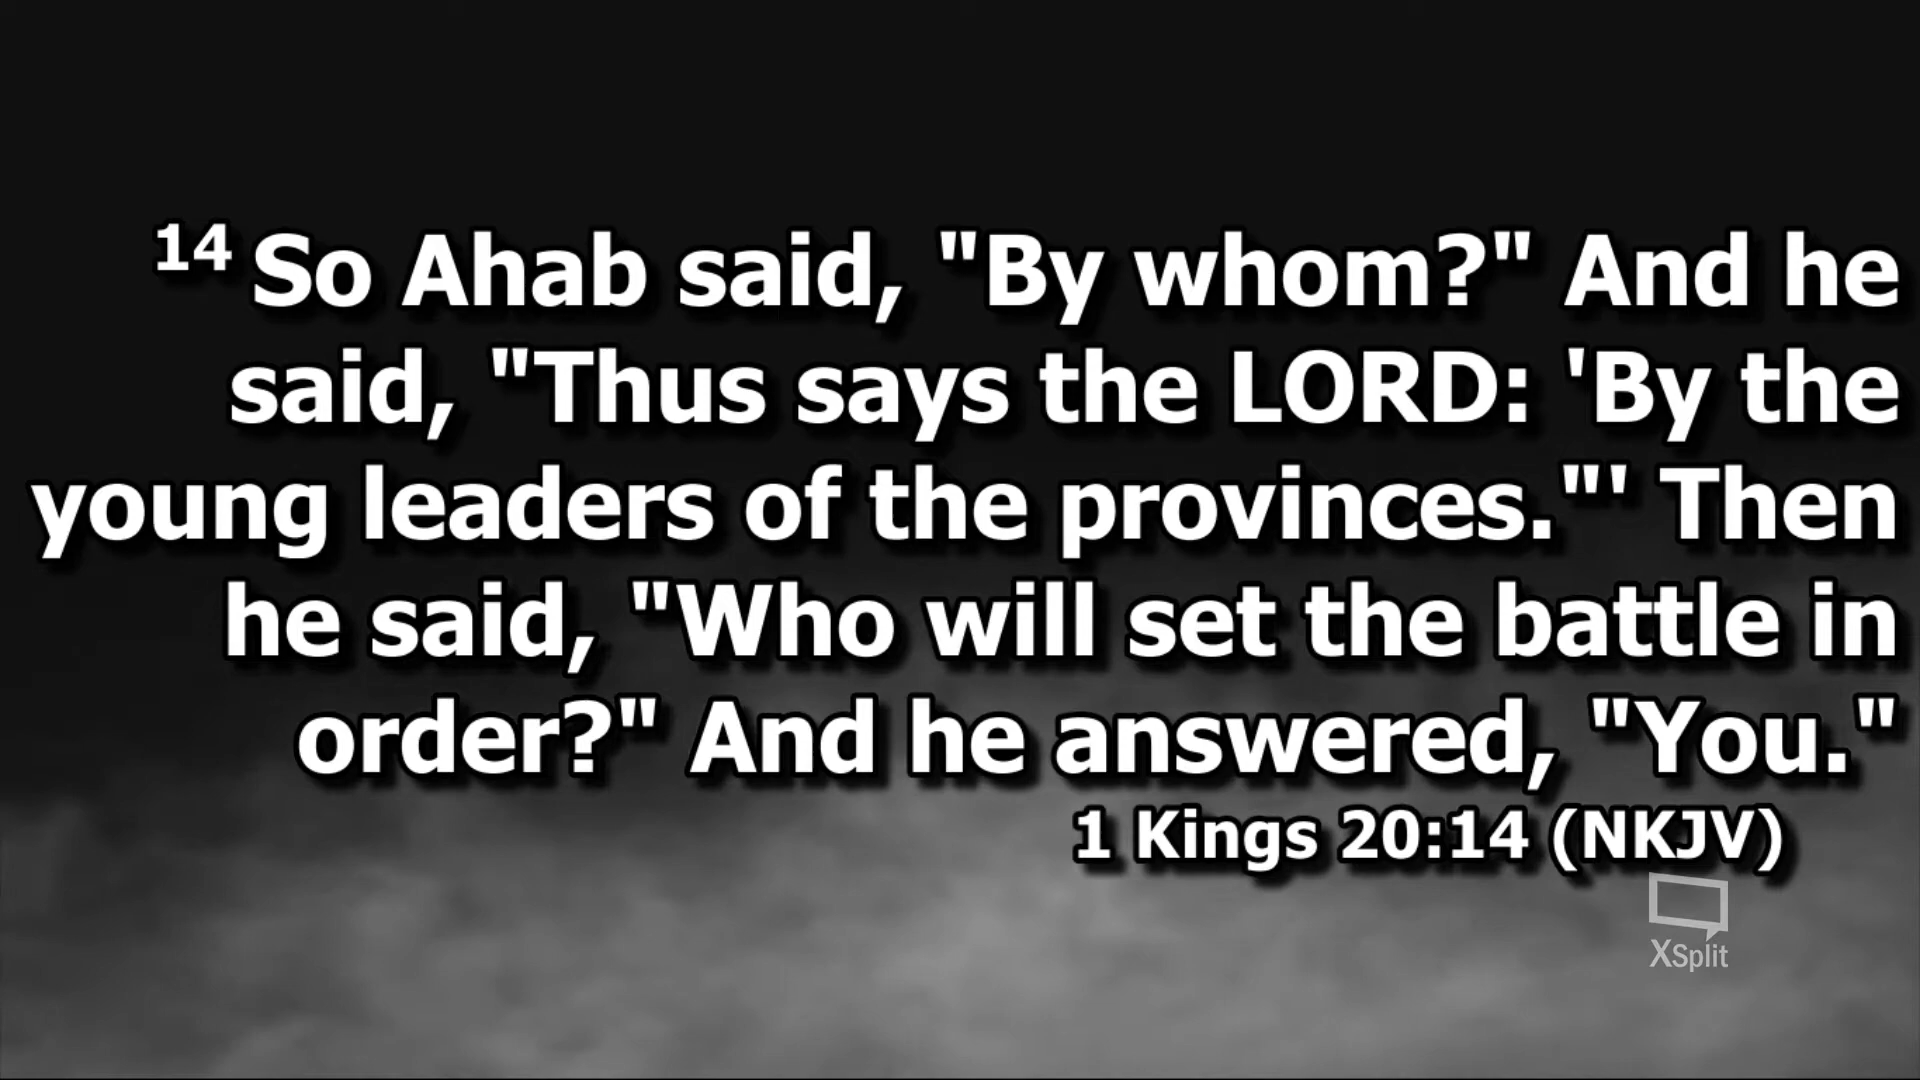 14 So Ahab said, "By whom?" And he
said, "Thus says the LORD: 'By the
young leaders of the provinces."' Then
he said, "Who will set the battle in
order?" And he answered, "You."
1 Kings 20:14 (NKJV)
XSplit